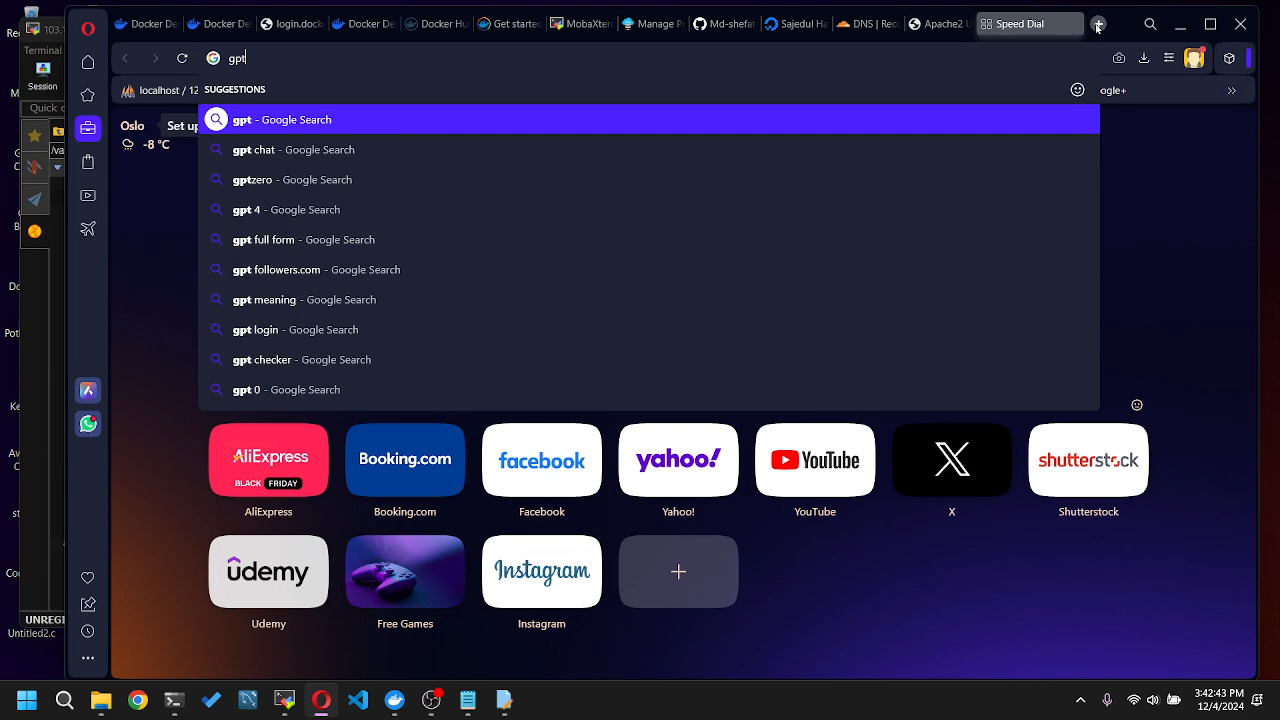 Docker De
Docker De
login.dock
Docker De
Docker Hu
Get started
MobaXten
Manage P
Md-shefat
Sajedul Ha
DNS | Rec
Apache2 U
Speed Dial
103.
Terminal
Session
Quick c
gpt
SUGGESTIONS
localhost / 12
ogle+
gpt - Google Search
gpt chat - Google Search
gptzero - Google Search
gpt 4 - Google Search
gpt full form - Google Search
gpt followers.com - Google Search
gpt meaning - Google Search
gpt login - Google Search
gpt checker - Google Search
gpt 0 - Google Search
Oslo
Set up
-8 °C
AliExpress
BLACK FRIDAY
Booking.com
facebook
yahoo!
YouTube
X
shutterstock
AliExpress
Booking.com
Facebook
Yahoo!
YouTube
X
Shutterstock
udemy
Instagram
Udemy
Free Games
Instagram
UNREGI
Untitled2.c
3:42:43 PM
12/4/2024